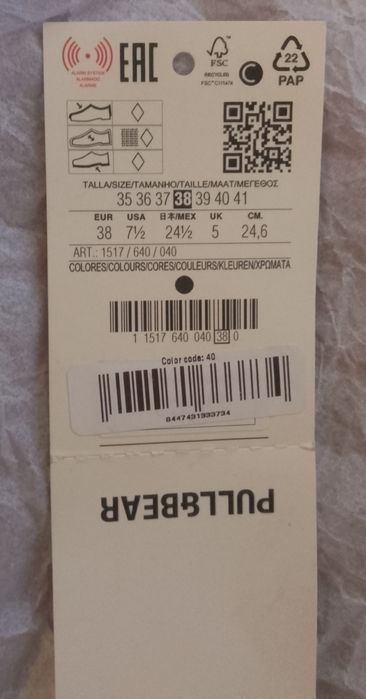 ALARM SYSTEM
EAC
FSC™
RECYCLED
C
22
PAP
TALLA/SIZE/TAMANHO/TAILLE/MAAT/ΜΕΓΕΘΟΣ
35 36 37 38 39 40 41
EUR USA 日本/MEX UK CM.
38 7½ 24½ 5 24,6
ART.: 1517 / 640 / 040
COLORES/COLOURS/CORES/COULEURS/KLEUREN/ΧΡΩΜΑΤΑ
1 1517 640 040 38 0
Color code: 40
8447431333734
PULL&BEAR